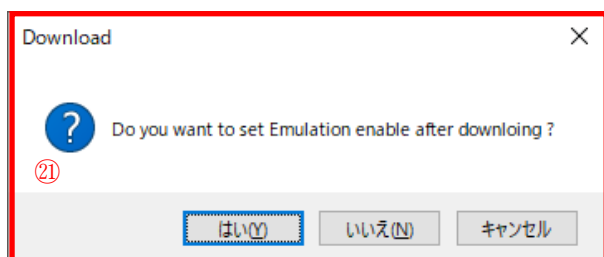 Download
Do you want to set Emulation enable after downloing ?
㉑
はい(Y) いいえ(N) キャンセル